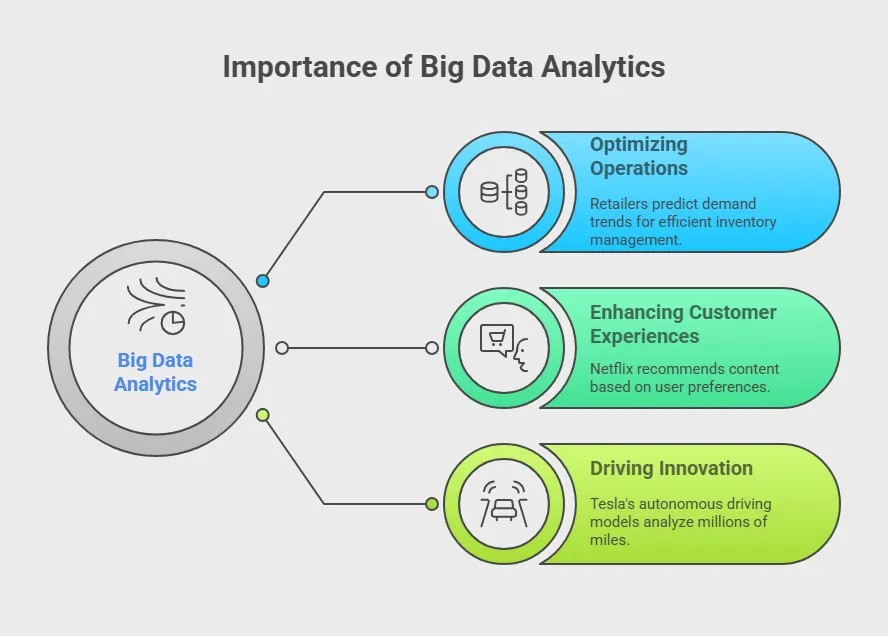 Importance of Big Data Analytics
Big Data
Analytics
Optimizing
Operations
Retailers predict demand
trends for efficient inventory
management.
Enhancing Customer
Experiences
Netflix recommends content
based on user preferences.
Driving Innovation
Tesla's autonomous driving
models analyze millions of
miles.